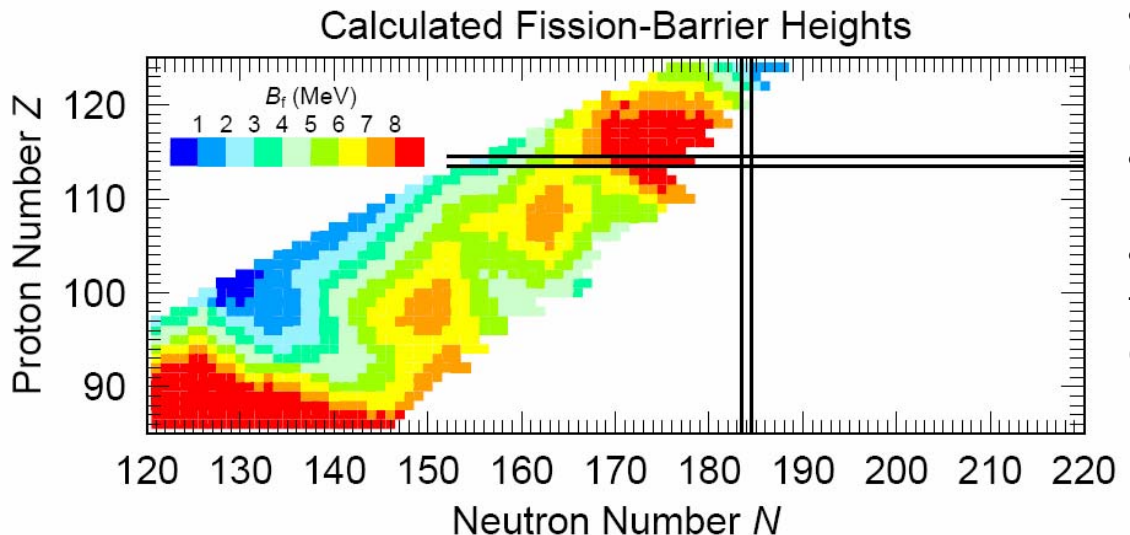 Calculated Fission-Barrier Heights
Proton Number Z
120
110
100
90
B_f (MeV)
1 2 3 4 5 6 7 8
120 130 140 150 160 170 180 190 200 210 220
Neutron Number N